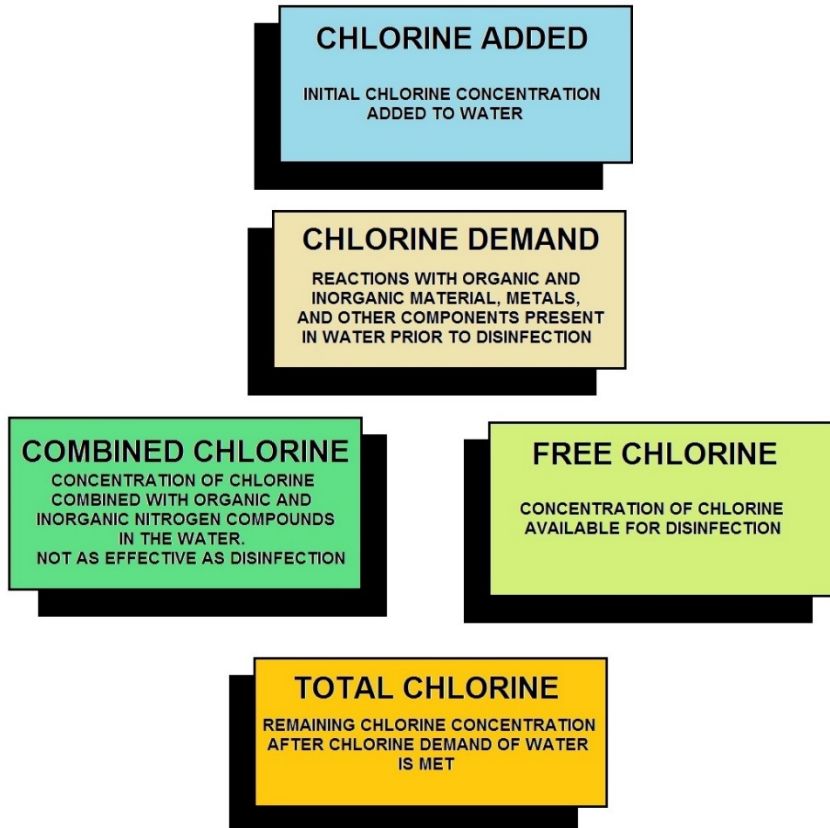 CHLORINE ADDED
INITIAL CHLORINE CONCENTRATION
ADDED TO WATER
CHLORINE DEMAND
REACTIONS WITH ORGANIC AND
INORGANIC MATERIAL, METALS,
AND OTHER COMPONENTS PRESENT
IN WATER PRIOR TO DISINFECTION
COMBINED CHLORINE
CONCENTRATION OF CHLORINE
COMBINED WITH ORGANIC AND
INORGANIC NITROGEN COMPOUNDS
IN THE WATER.
NOT AS EFFECTIVE AS DISINFECTION
FREE CHLORINE
CONCENTRATION OF CHLORINE
AVAILABLE FOR DISINFECTION
TOTAL CHLORINE
REMAINING CHLORINE CONCENTRATION
AFTER CHLORINE DEMAND OF WATER
IS MET